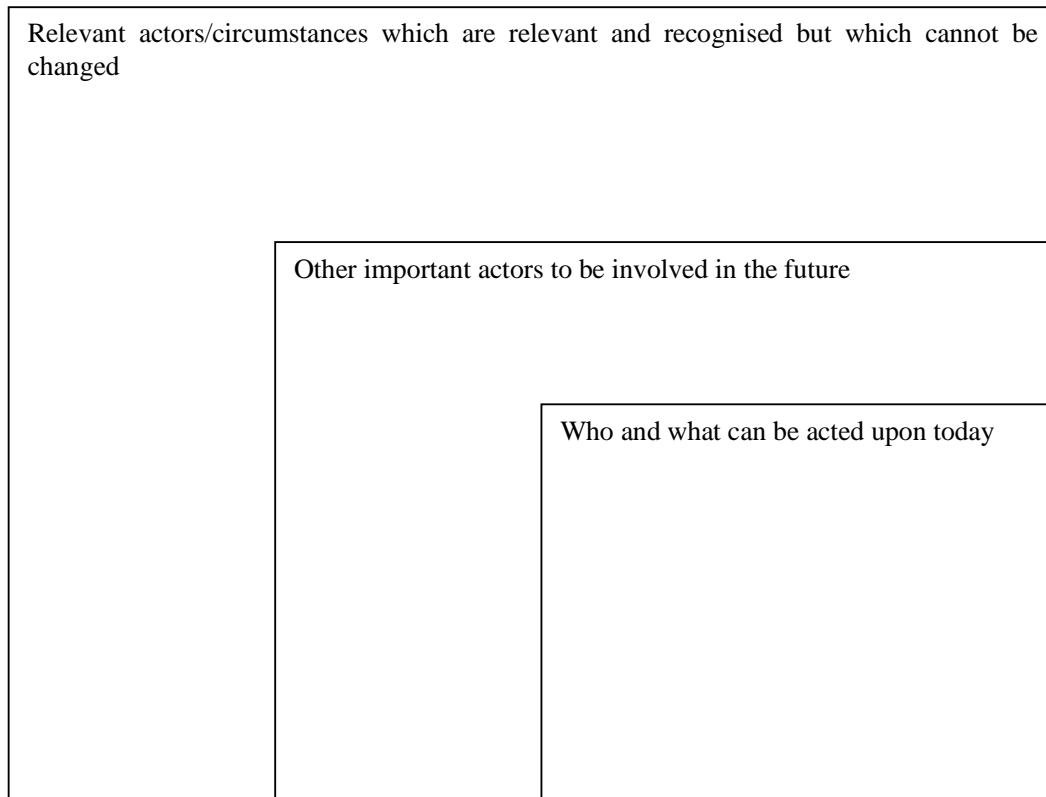 Relevant actors/circumstances which are relevant and recognised but which cannot be
changed
Other important actors to be involved in the future
Who and what can be acted upon today